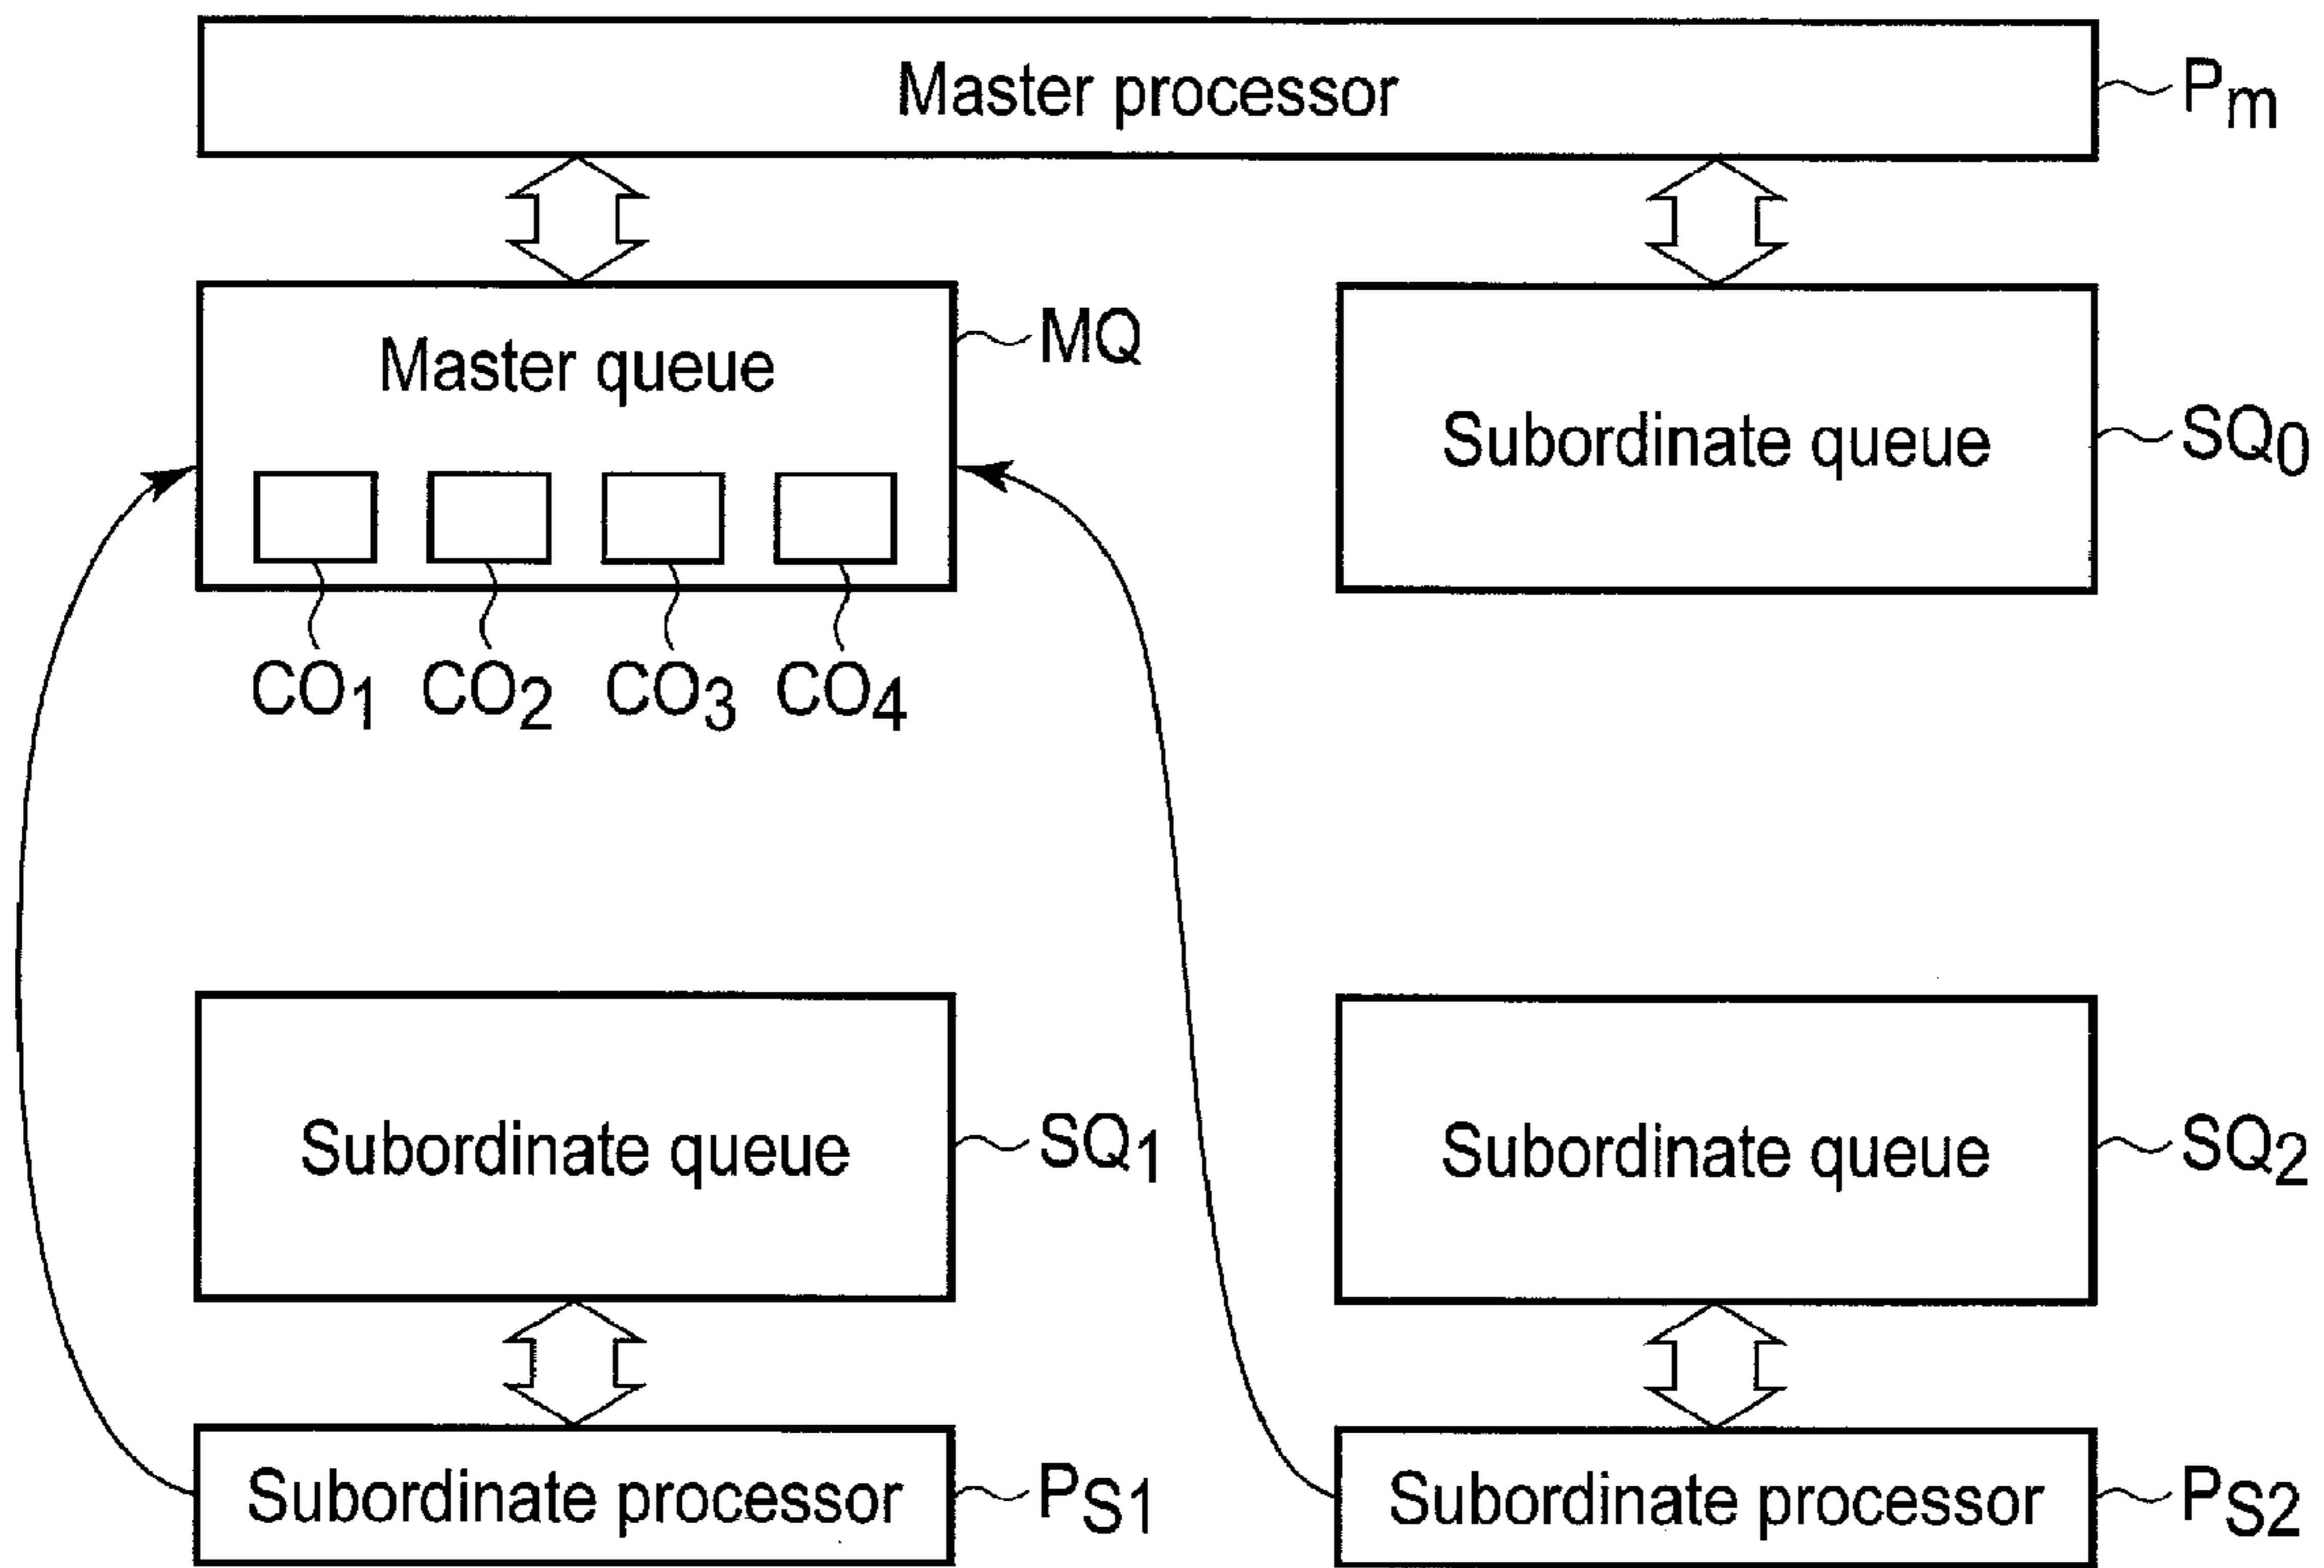 Master processor
Pm
Master queue
MQ
Subordinate queue
SQ0
CO1 CO2 CO3 CO4
Subordinate queue
SQ1
Subordinate queue
SQ2
Subordinate processor
PS1
Subordinate processor
PS2